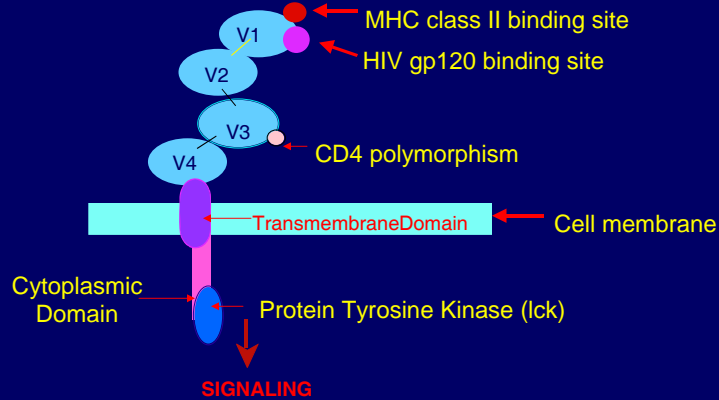 MHC class II binding site
V1
HIV gp120 binding site
V2
V3
CD4 polymorphism
V4
TransmembraneDomain
Cell membrane
Cytoplasmic
Domain
Protein Tyrosine Kinase (lck)
SIGNALING